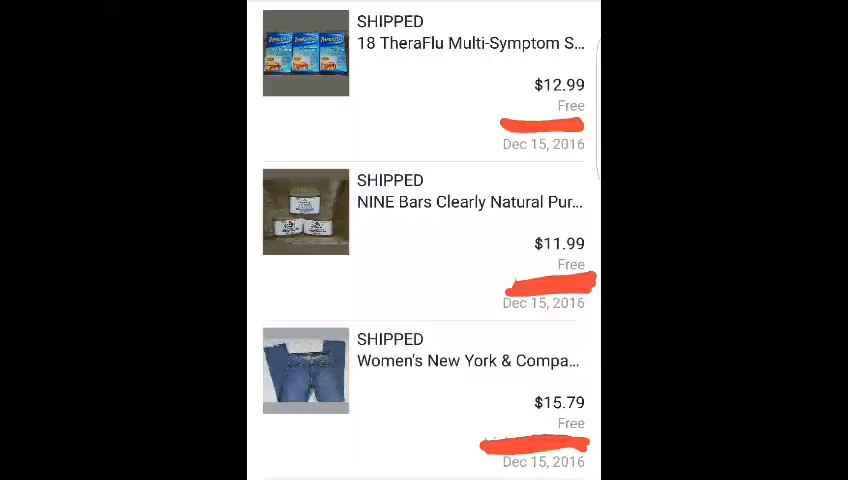 SHIPPED
18 TheraFlu Multi-Symptom S...
$12.99
Free
Dec 15, 2016
SHIPPED
NINE Bars Clearly Natural Pur...
$11.99
Free
Dec 15, 2016
SHIPPED
Women's New York & Compa...
$15.79
Free
Dec 15, 2016